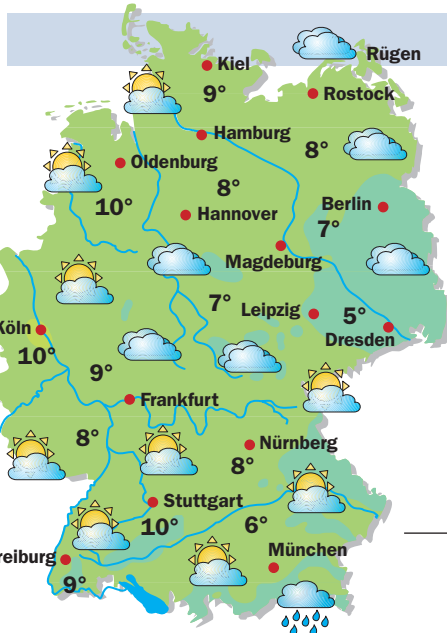 Rügen
Kiel
9°
Rostock
Hamburg
8°
Oldenburg
8°
10°
Hannover
Berlin
7°
Magdeburg
7°
Leipzig
5°
Köln
Dresden
10°
9°
Frankfurt
8°
Nürnberg
8°
Stuttgart
10°
6°
München
reiburg
9°